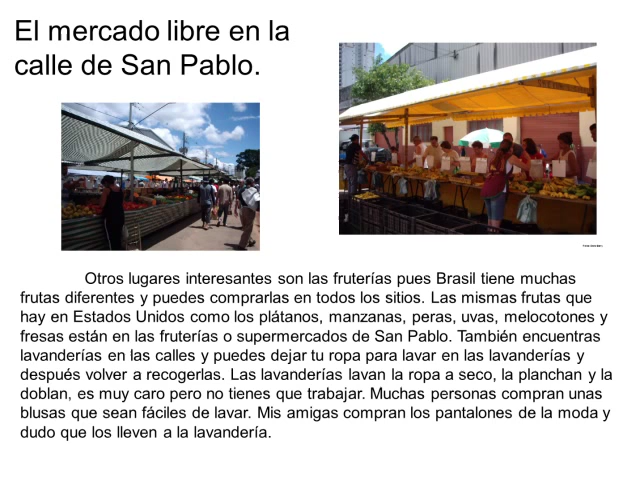 El mercado libre en la
calle de San Pablo.
Otros lugares interesantes son las fruterías pues Brasil tiene muchas
frutas diferentes y puedes comprarlas en todos los sitios. Las mismas frutas que
hay en Estados Unidos como los plátanos, manzanas, peras, uvas, melocotones y
fresas están en las fruterías o supermercados de San Pablo. También encuentras
lavanderías en las calles y puedes dejar tu ropa para lavar en las lavanderías y
después volver a recogerlas. Las lavanderías lavan la ropa a seco, la planchan y la
doblan, es muy caro pero no tienes que trabajar. Muchas personas compran unas
blusas que sean fáciles de lavar. Mis amigas compran los pantalones de la moda y
dudo que los lleven a la lavandería.